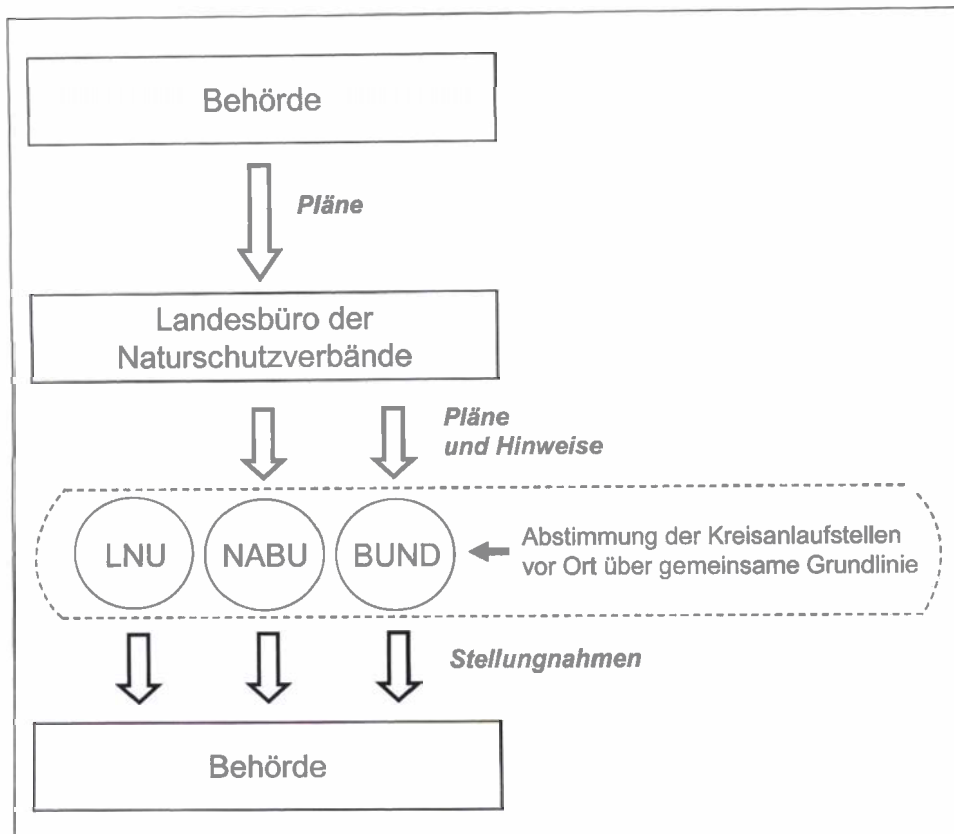 Behörde
Pläne
Landesbüro der
Naturschutzverbände
Pläne
und Hinweise
LNU NABU BUND
Abstimmung der Kreisanlaufstellen
vor Ort über gemeinsame Grundlinie
Stellungnahmen
Behörde